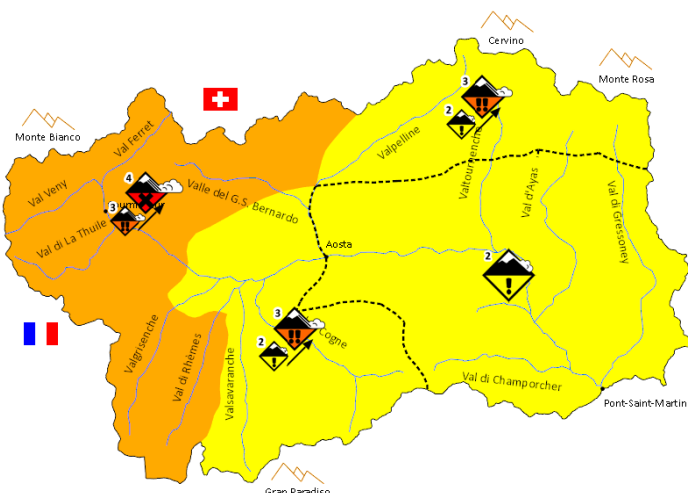 Cervino
Monte Rosa
Monte Bianco
Val Ferret
Val Veny
Val di La Thuile
Valle del G.S. Bernardo
Valpelline
Valtournenche
Val d'Ayas
Val di Gressoney
3
2
4
3
Aosta
2
3
2
Cogne
Valgrisenche
Val di Rhêmes
Valsavaranche
Val di Champorcher
Pont-Saint-Martin
Gran Paradiso